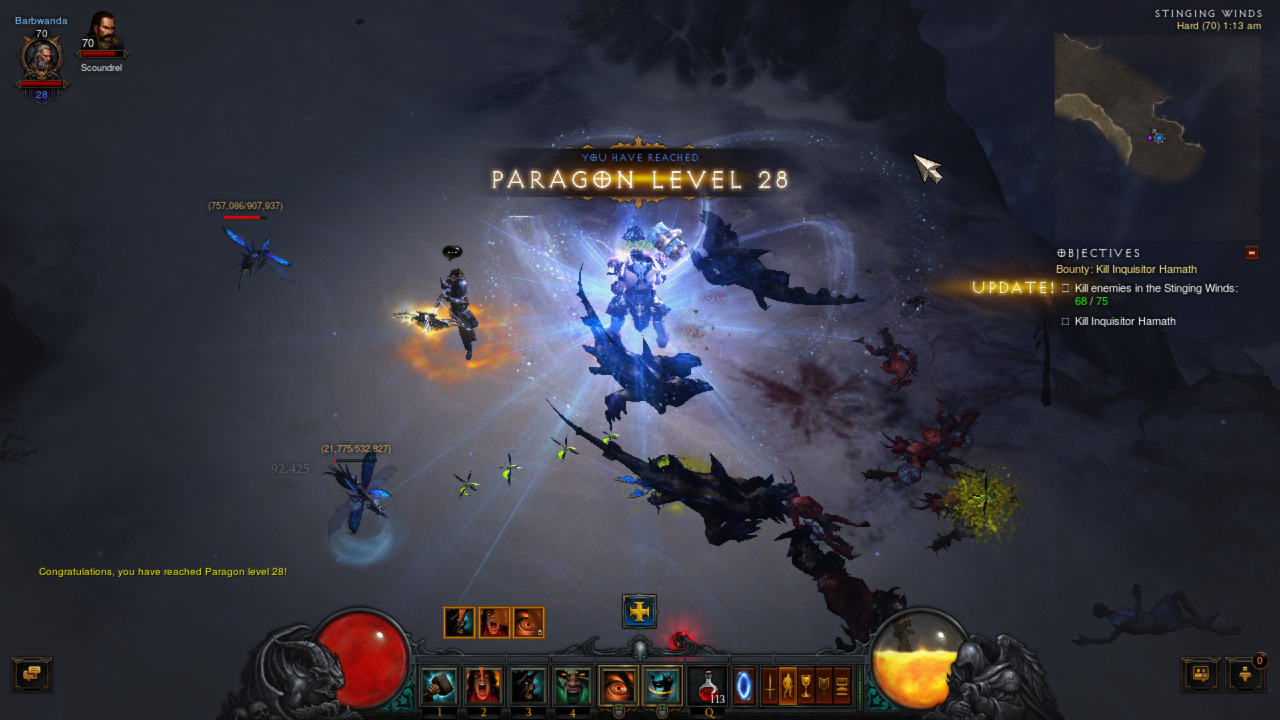 Barbwanda
70
70
Scoundrel
28
STINGING WINDS
Hard (70) 1:13 am
YOU HAVE REACHED
PARAGON LEVEL 28
(757,086/907,937)
OBJECTIVES
Bounty: Kill Inquisitor Hamath
UPDATE!
Kill enemies in the Stinging Winds:
68 / 75
Kill Inquisitor Hamath
(21,775/532,827)
92,425
Congratulations, you have reached Paragon level 28!
113
1 2 3 4 Q
0